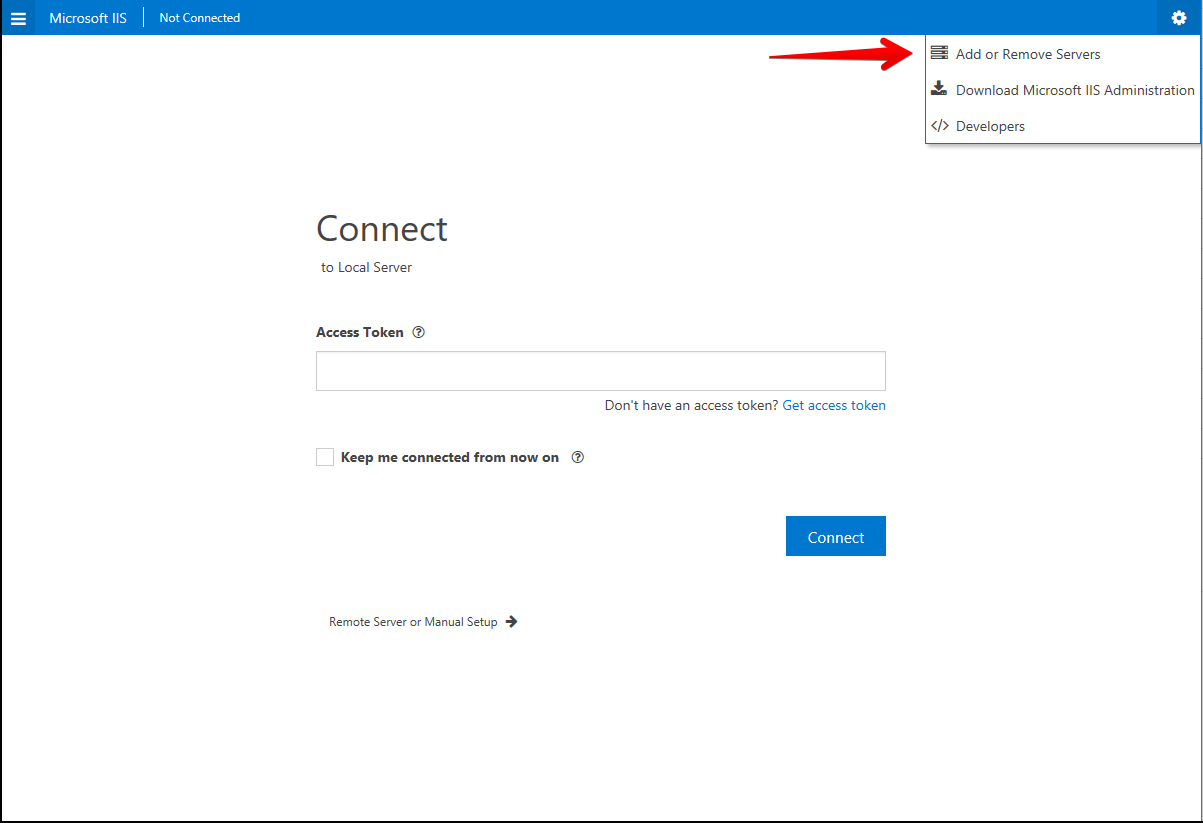 Microsoft IIS
Not Connected
Add or Remove Servers
Download Microsoft IIS Administration
</> Developers
Connect
to Local Server
Access Token
Don't have an access token? Get access token
Keep me connected from now on
Connect
Remote Server or Manual Setup